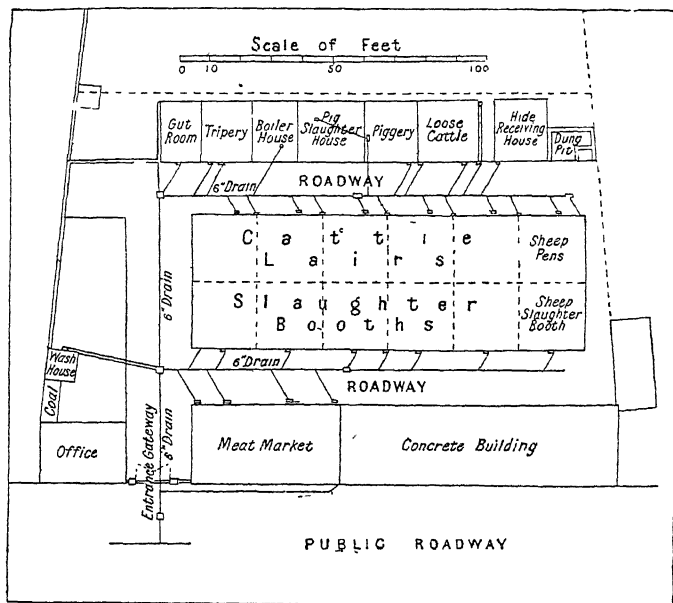 Scale of Feet
0 10 50 100
Gut Room
Tripery
Boiler House
Pig Slaughter House
Piggery
Loose Cattle
Hide Receiving House
Dung Pit
ROADWAY
6" Drain
Cattle Lairs
Sheep Pens
6" Drain
Slaughter Booths
Sheep Slaughter Booth
6" Drain
Wash House
ROADWAY
Coal
Office
Entrance Gateway
6" Drain
Meat Market
Concrete Building
PUBLIC ROADWAY